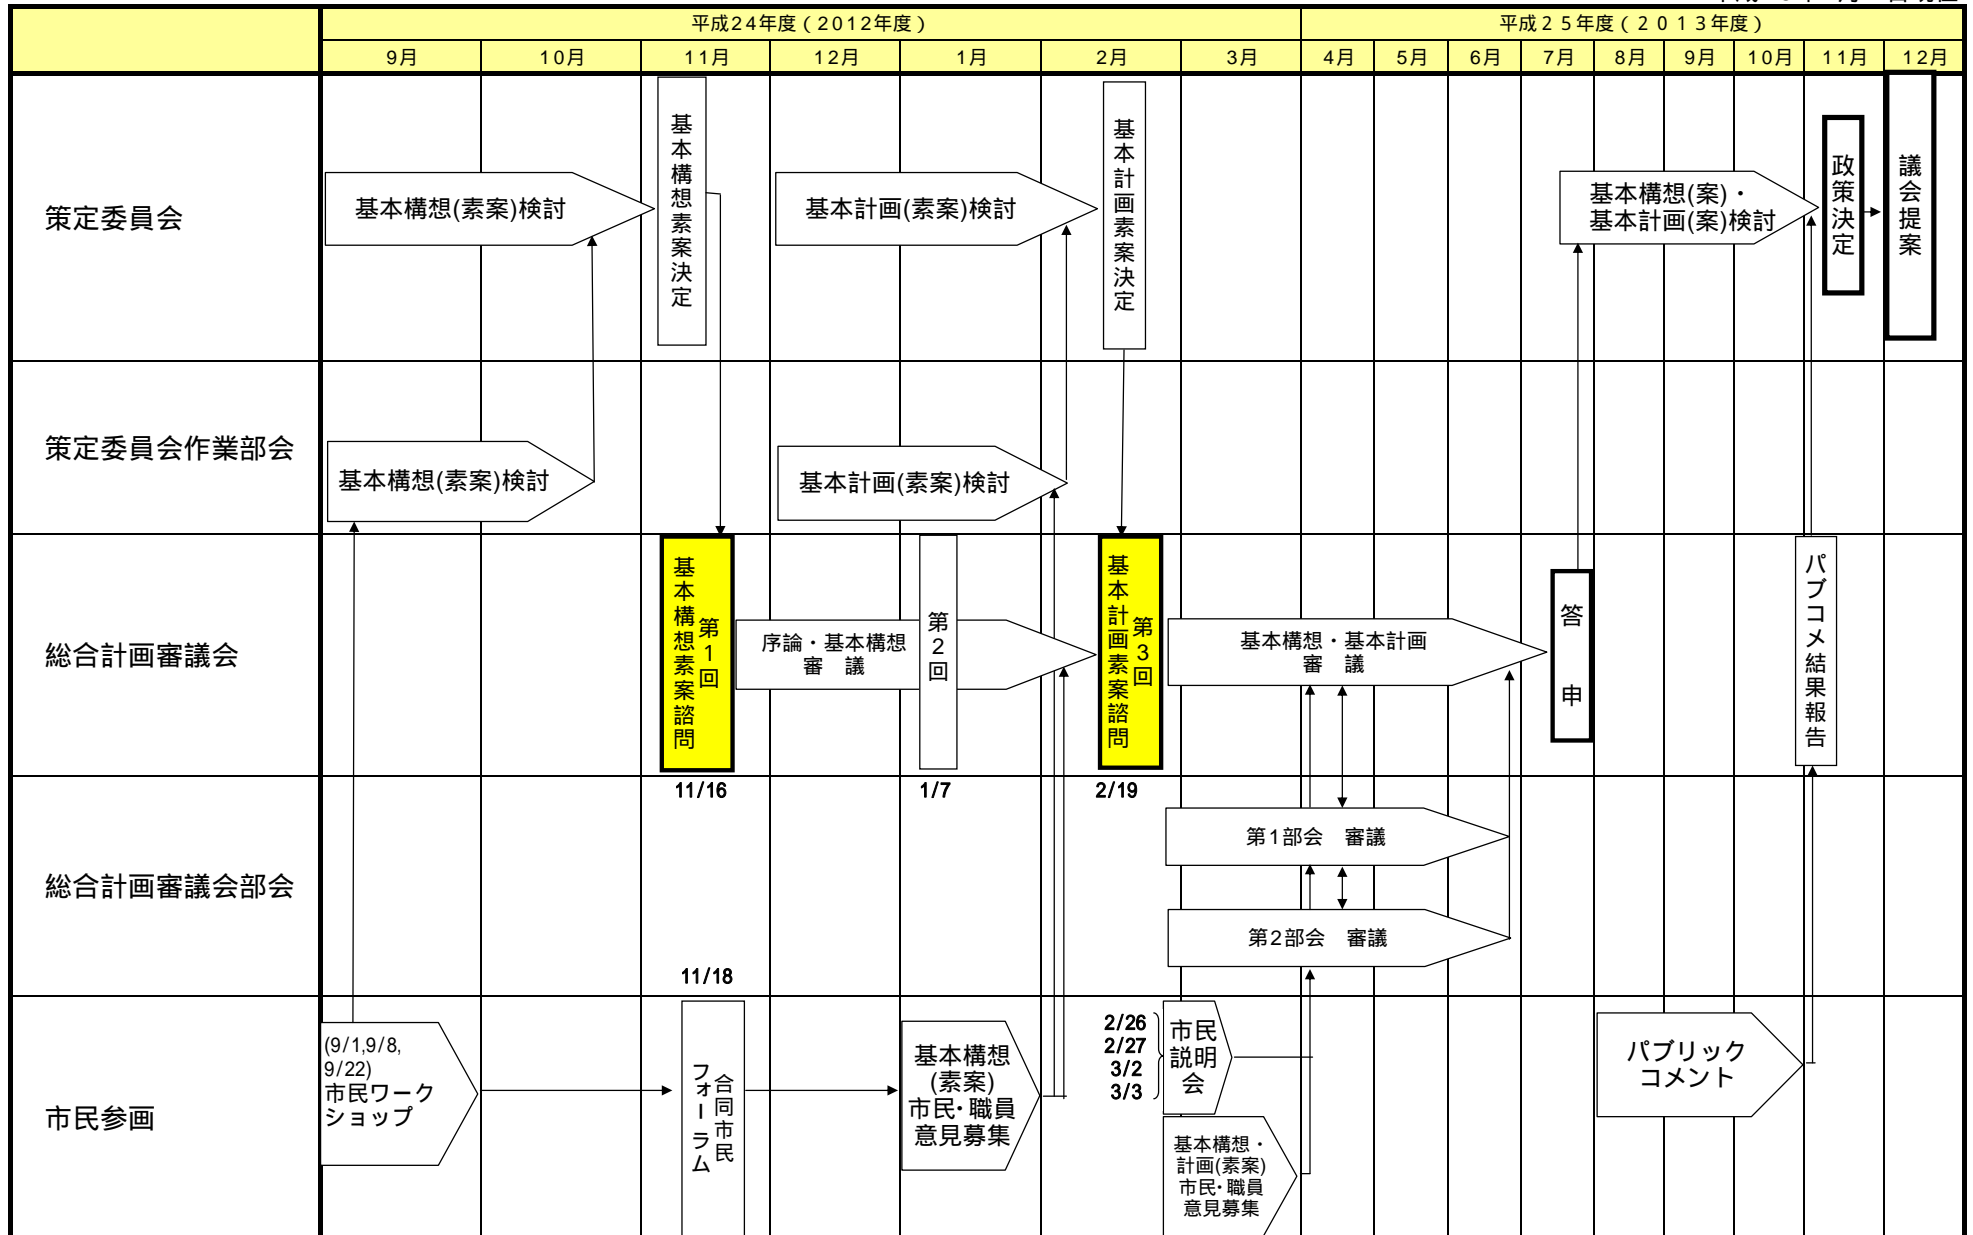 平成24年度(2012年度)
平成25年度(2013年度)
9月
10月
11月
12月
1月
2月
3月
4月
5月
6月
7月
8月
9月
10月
11月
12月
策定委員会
基本構想(素案)検討
基本構想素案決定
基本計画(素案)検討
基本計画素案決定
基本構想(案)・
基本計画(案)検討
政策決定
議会提案
策定委員会作業部会
基本構想(素案)検討
基本計画(素案)検討
総合計画審議会
第1回
基本構想素案諮問
序論・基本構想
審 議
第2回
第3回
基本計画素案諮問
基本構想・基本計画
審 議
答 申
パブコメ結果報告
11/16
1/7
2/19
総合計画審議会部会
第1部会 審議
第2部会 審議
11/18
市民参画
(9/1,9/8,
9/22)
市民ワーク
ショップ
合同市民
フォーラム
基本構想
(素案)
市民・職員
意見募集
2/26
2/27
3/2
3/3
市民
説明
会
基本構想・
計画(素案)
市民・職員
意見募集
パブリック
コメント